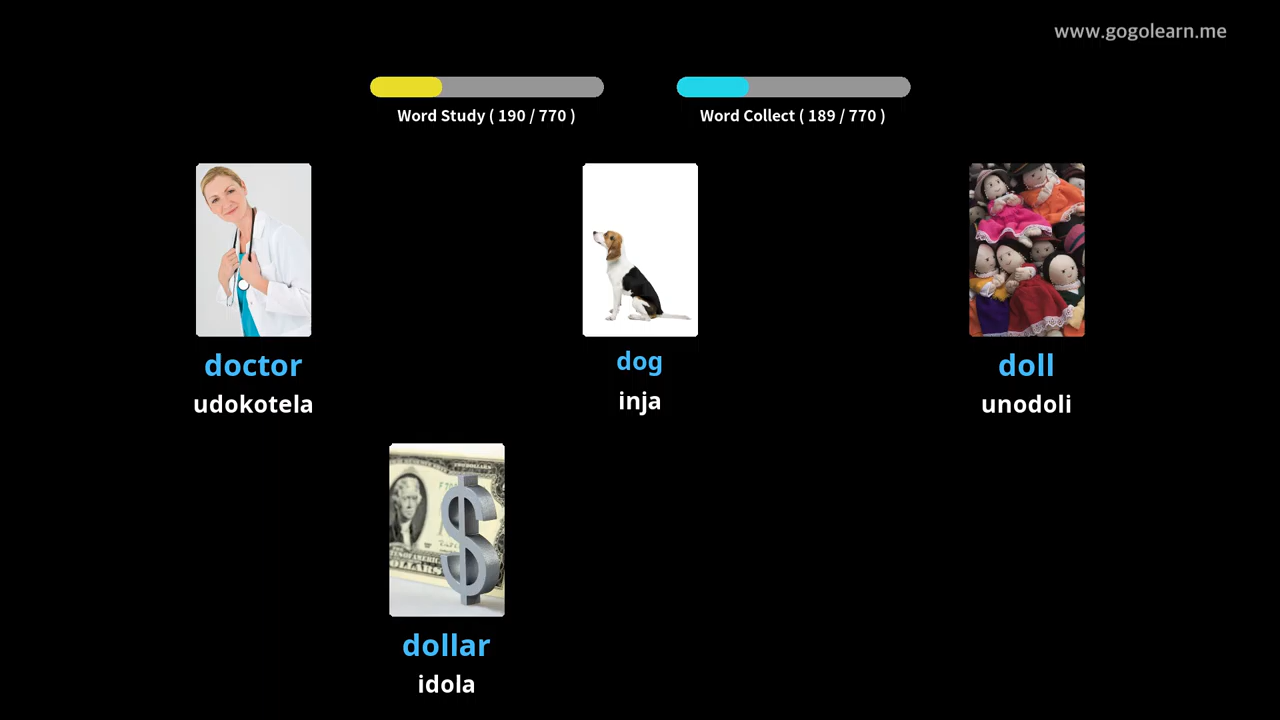 www.gogolearn.me
Word Study ( 190 / 770 )
Word Collect ( 189 / 770 )
doctor
udokotela
dog
inja
doll
unodoli
dollar
idola